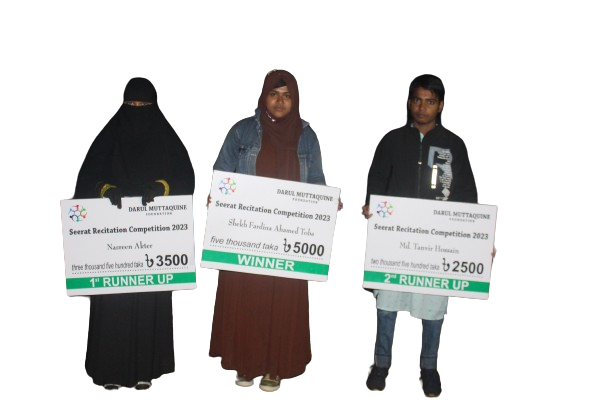 DARUL MUTTAQUINE
FOUNDATION
Seerat Recitation Competition 2023
Nasreen Akter
three thousand five hundred taka ৳ 3500
1st RUNNER UP
DARUL MUTTAQUINE
FOUNDATION
Seerat Recitation Competition 2023
Shekh Fardina Ahamed Toha
five thousand taka ৳ 5000
WINNER
DARUL MUTTAQUINE
FOUNDATION
Seerat Recitation Competition 2023
Md. Tanvir Hossain
two thousand five hundred taka ৳ 2500
2nd RUNNER UP